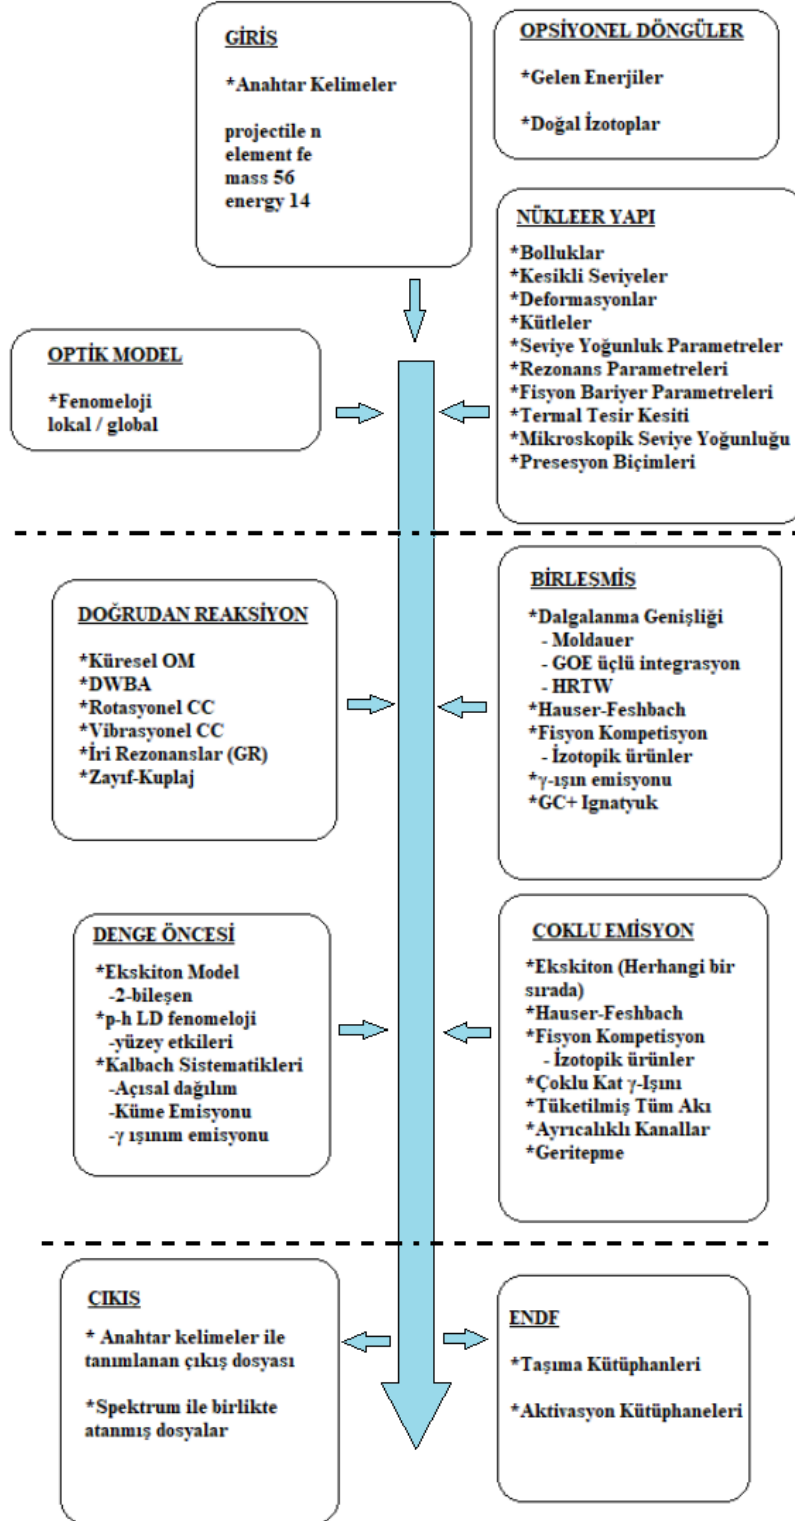 GİRİS
*Anahtar Kelimeler
projectile n
element fe
mass 56
energy 14
OPSİYONEL DÖNGÜLER
*Gelen Enerjiler
*Doğal İzotoplar
NÜKLEER YAPI
*Bolluklar
*Kesikli Seviyeler
*Deformasyonlar
*Kütleler
*Seviye Yoğunluk Parametreler
*Rezonans Parametreleri
*Fisyon Bariyer Parametreleri
*Termal Tesir Kesiti
*Mikroskopik Seviye Yoğunluğu
*Presesyon Biçimleri
OPTİK MODEL
*Fenomeloji
lokal / global
DOĞRUDAN REAKSİYON
*Küresel OM
*DWBA
*Rotasyonel CC
*Vibrasyonel CC
*İri Rezonanslar (GR)
*Zayıf-Kuplaj
BİRLESMİS
*Dalgalanma Genişliği
- Moldauer
- GOE üçlü integrasyon
- HRTW
*Hauser-Feshbach
*Fisyon Kompetisyon
- İzotopik ürünler
*γ-ışın emisyonu
*GC+ Ignatyuk
DENGE ÖNCESİ
*Ekskiton Model
-2-bileşen
*p-h LD fenomeloji
-yüzey etkileri
*Kalbach Sistematikleri
-Açısal dağılım
-Küme Emisyonu
-γ ışınım emisyonu
COKLU EMİSYON
*Ekskiton (Herhangi bir
sırada)
*Hauser-Feshbach
*Fisyon Kompetisyon
- İzotopik ürünler
*Çoklu Kat γ-Işını
*Tüketilmiş Tüm Akı
*Ayrıcalıklı Kanallar
*Geritepme
CIKIS
* Anahtar kelimeler ile
tanımlanan çıkış dosyası
*Spektrum ile birlikte
atanmış dosyalar
ENDF
*Taşıma Kütüphanleri
*Aktivasyon Kütüphaneleri